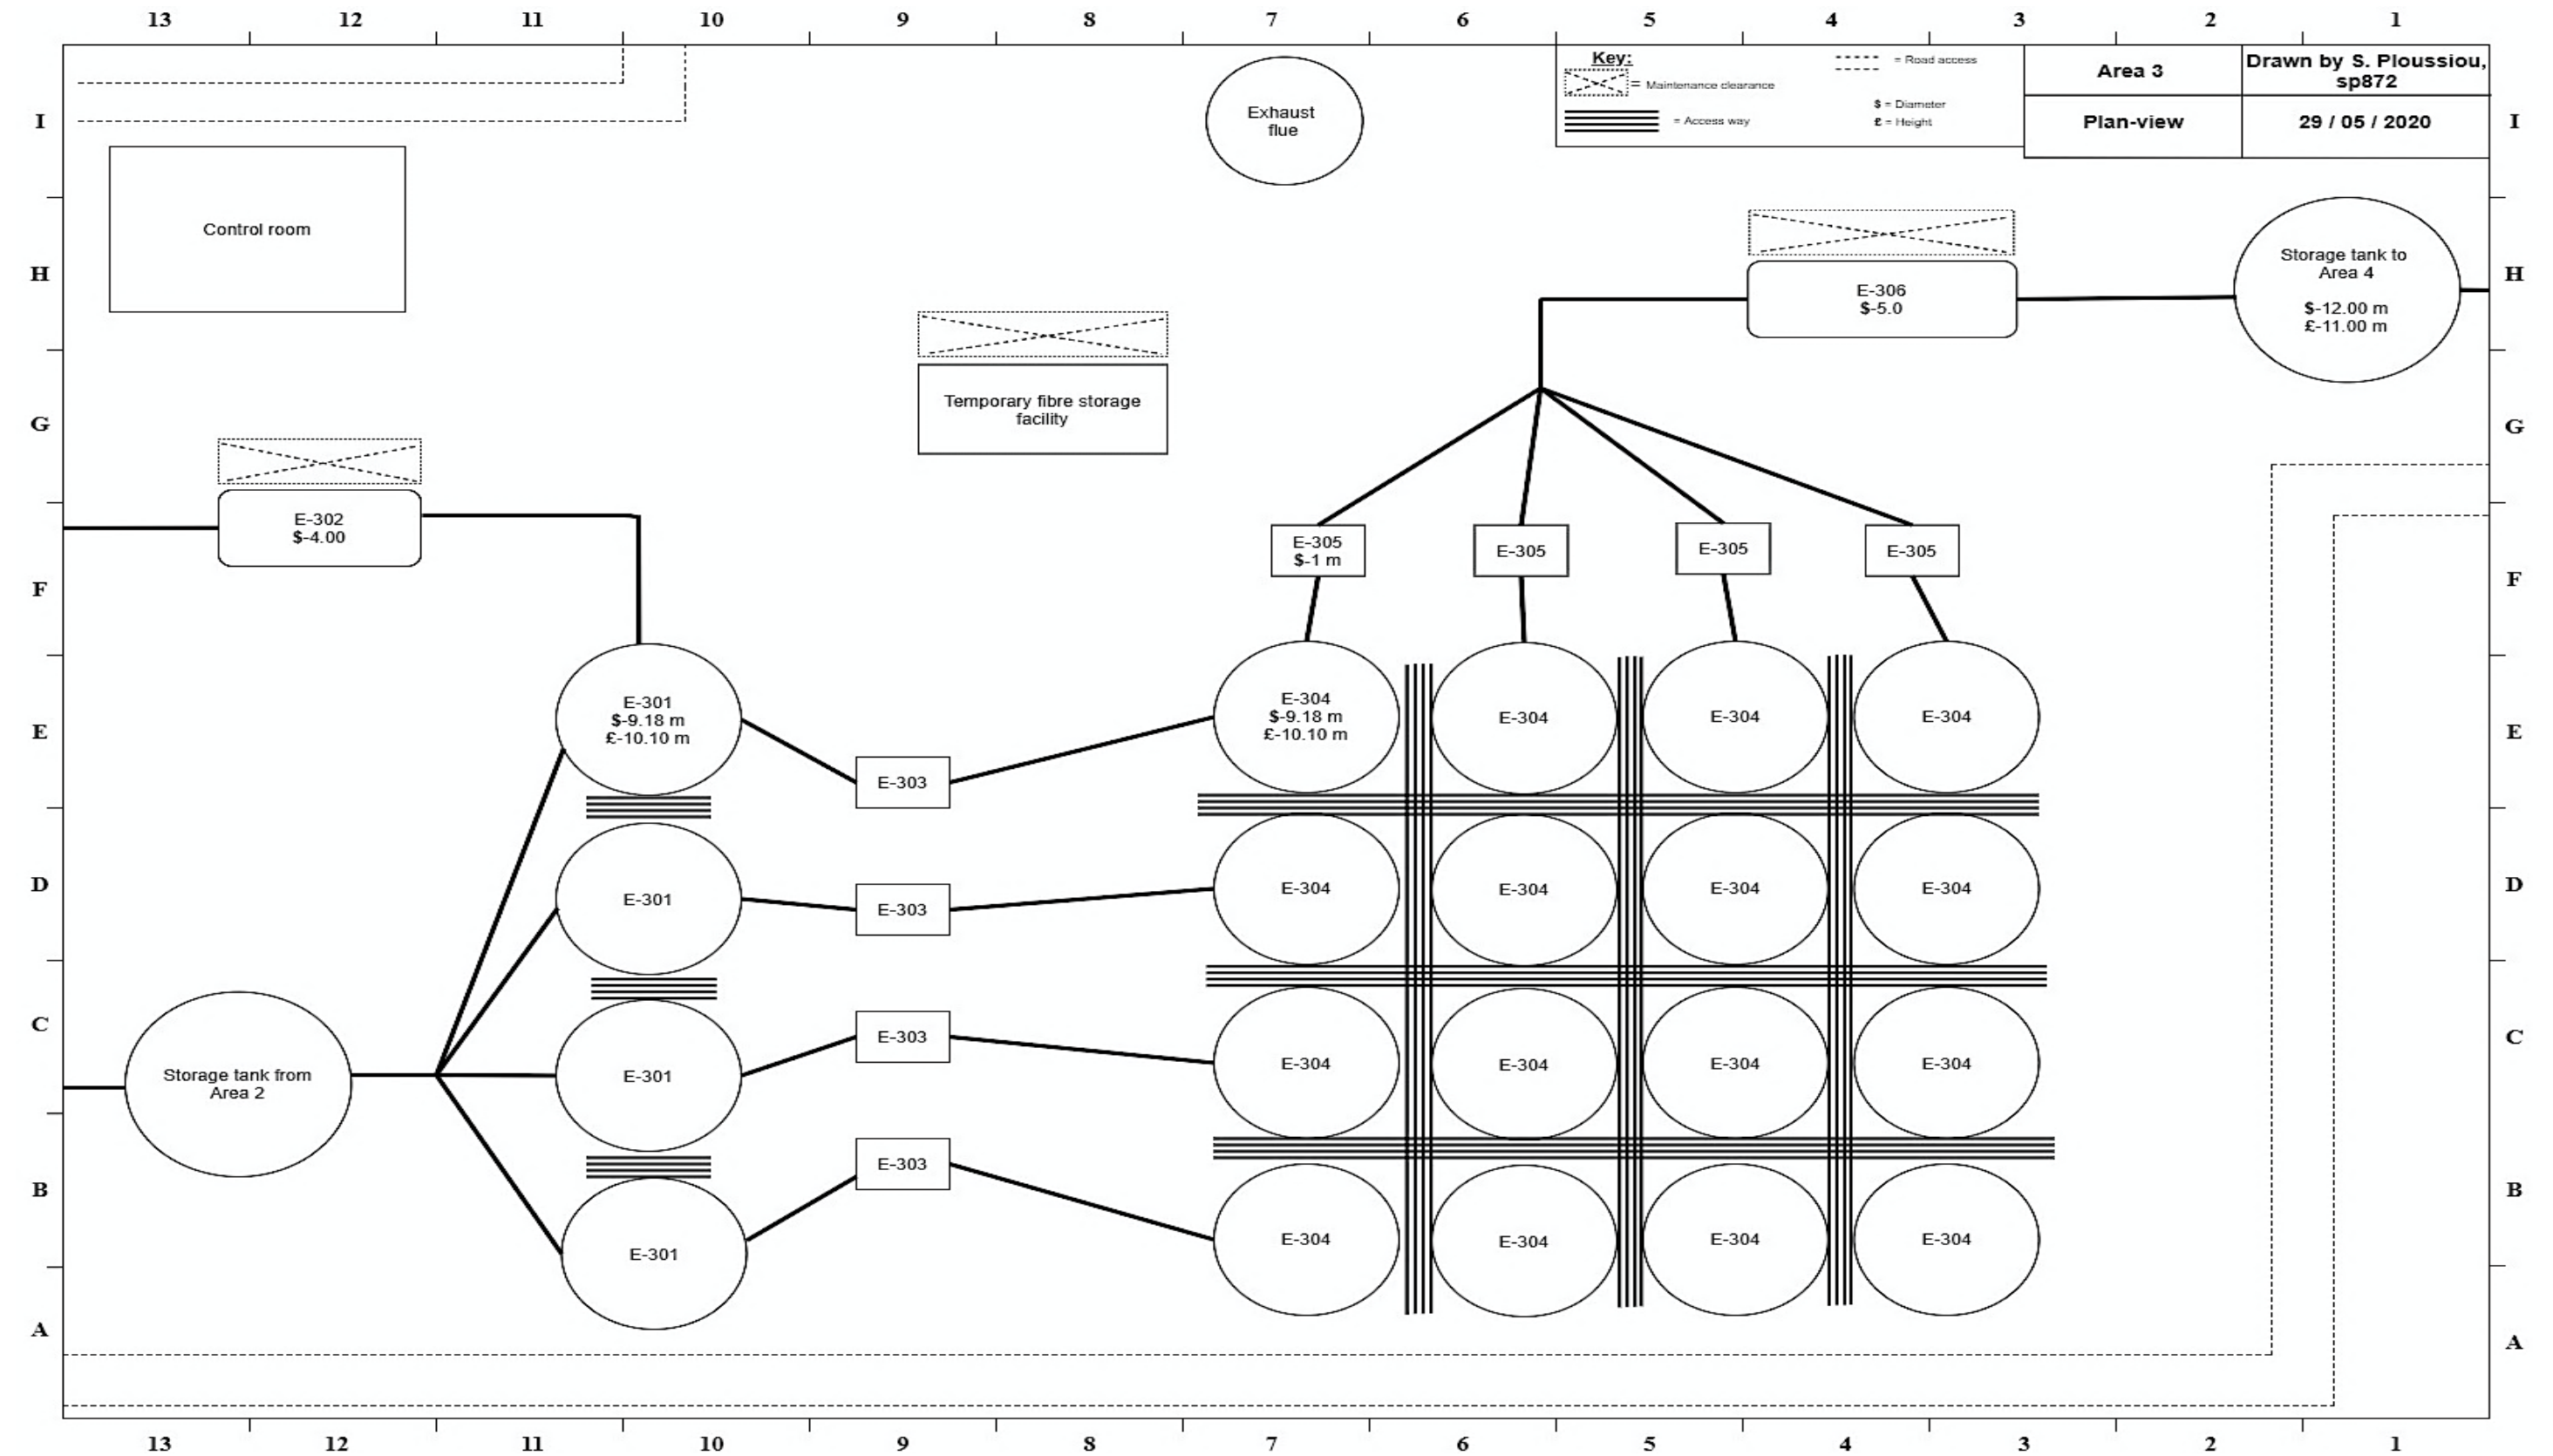 13 12 11 10 9 8 7 6 5 4 3 2 1
Key:
= Road access
= Maintenance clearance
$ = Diameter
= Access way
£ = Height
Area 3
Drawn by S. Ploussiou,
sp872
Plan-view
29 / 05 / 2020
I
I
Exhaust
flue
Control room
H
H
Storage tank to
Area 4
$-12.00 m
£-11.00 m
E-306
$-5.0
Temporary fibre storage
facility
G
G
E-302
$-4.00
E-305
$-1 m
E-305
E-305
E-305
F
F
E-301
$-9.18 m
£-10.10 m
E-304
$-9.18 m
£-10.10 m
E-304
E-304
E-304
E
E
E-303
D
E-301
E-303
E-304
E-304
E-304
E-304
D
C
Storage tank from
Area 2
E-301
E-303
E-304
E-304
E-304
E-304
C
B
E-303
B
E-301
E-304
E-304
E-304
E-304
A
A
13 12 11 10 9 8 7 6 5 4 3 2 1